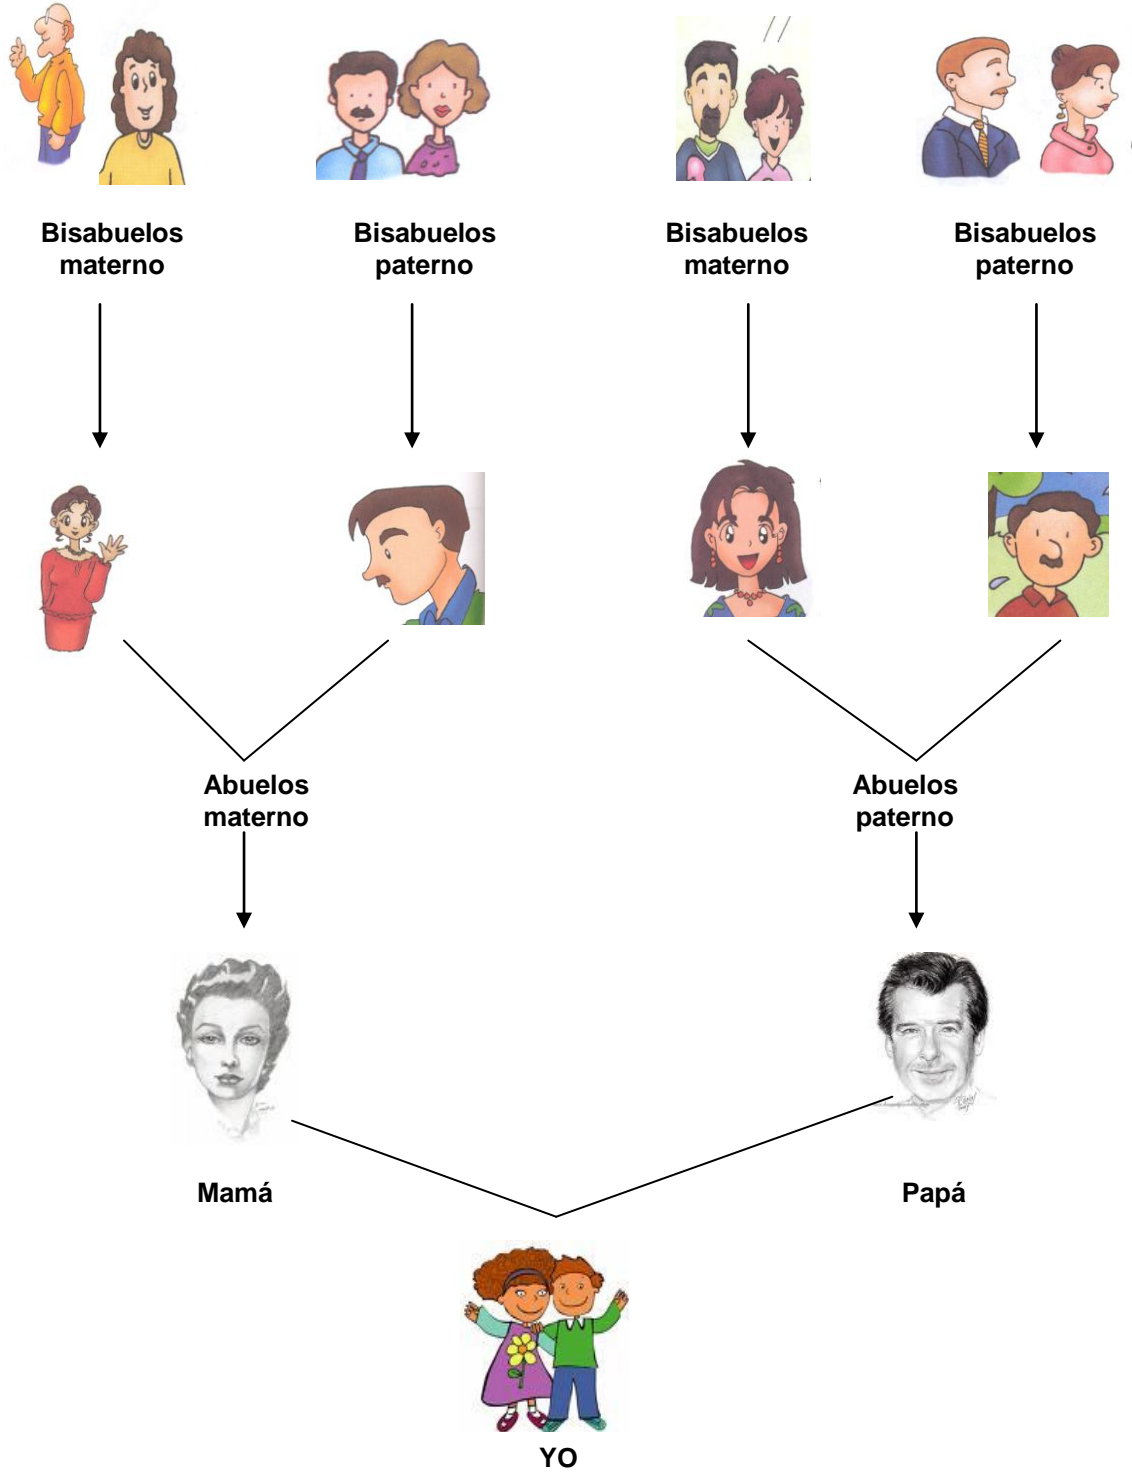 Bisabuelos
materno
Bisabuelos
paterno
Bisabuelos
materno
Bisabuelos
paterno
Abuelos
materno
Abuelos
paterno
Mamá
Papá
YO